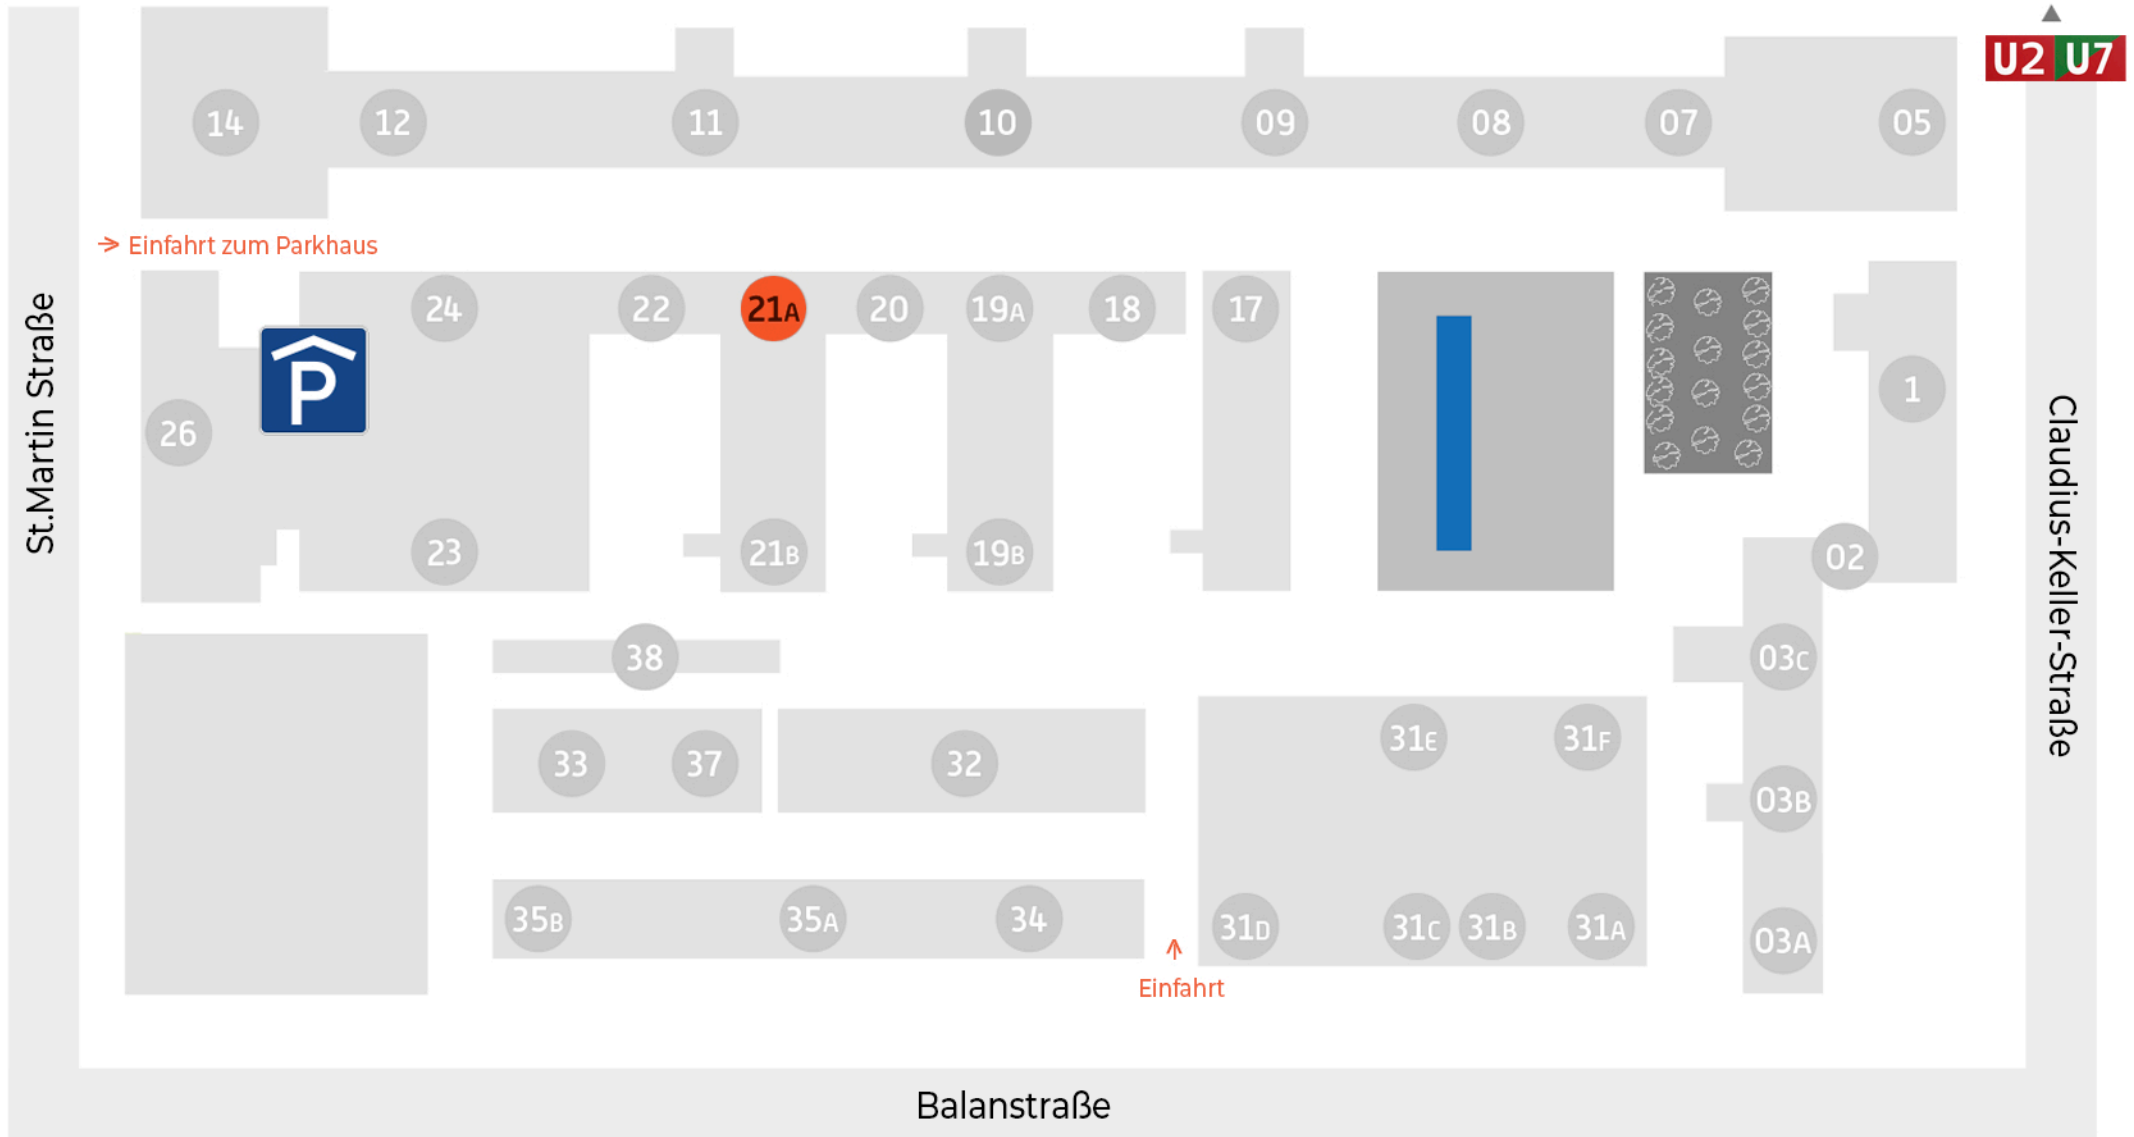 U2 U7
14 12 11 10 09 08 07 05
Einfahrt zum Parkhaus
24 22 21A 20 19A 18 17
P
1
26
23 21B 19B
02
St.Martin Straße
Claudius-Keller-Straße
38
03C
31E 31F
33 37 32
03B
35B 35A 34
31D 31C 31B 31A
03A
Einfahrt
Balanstraße